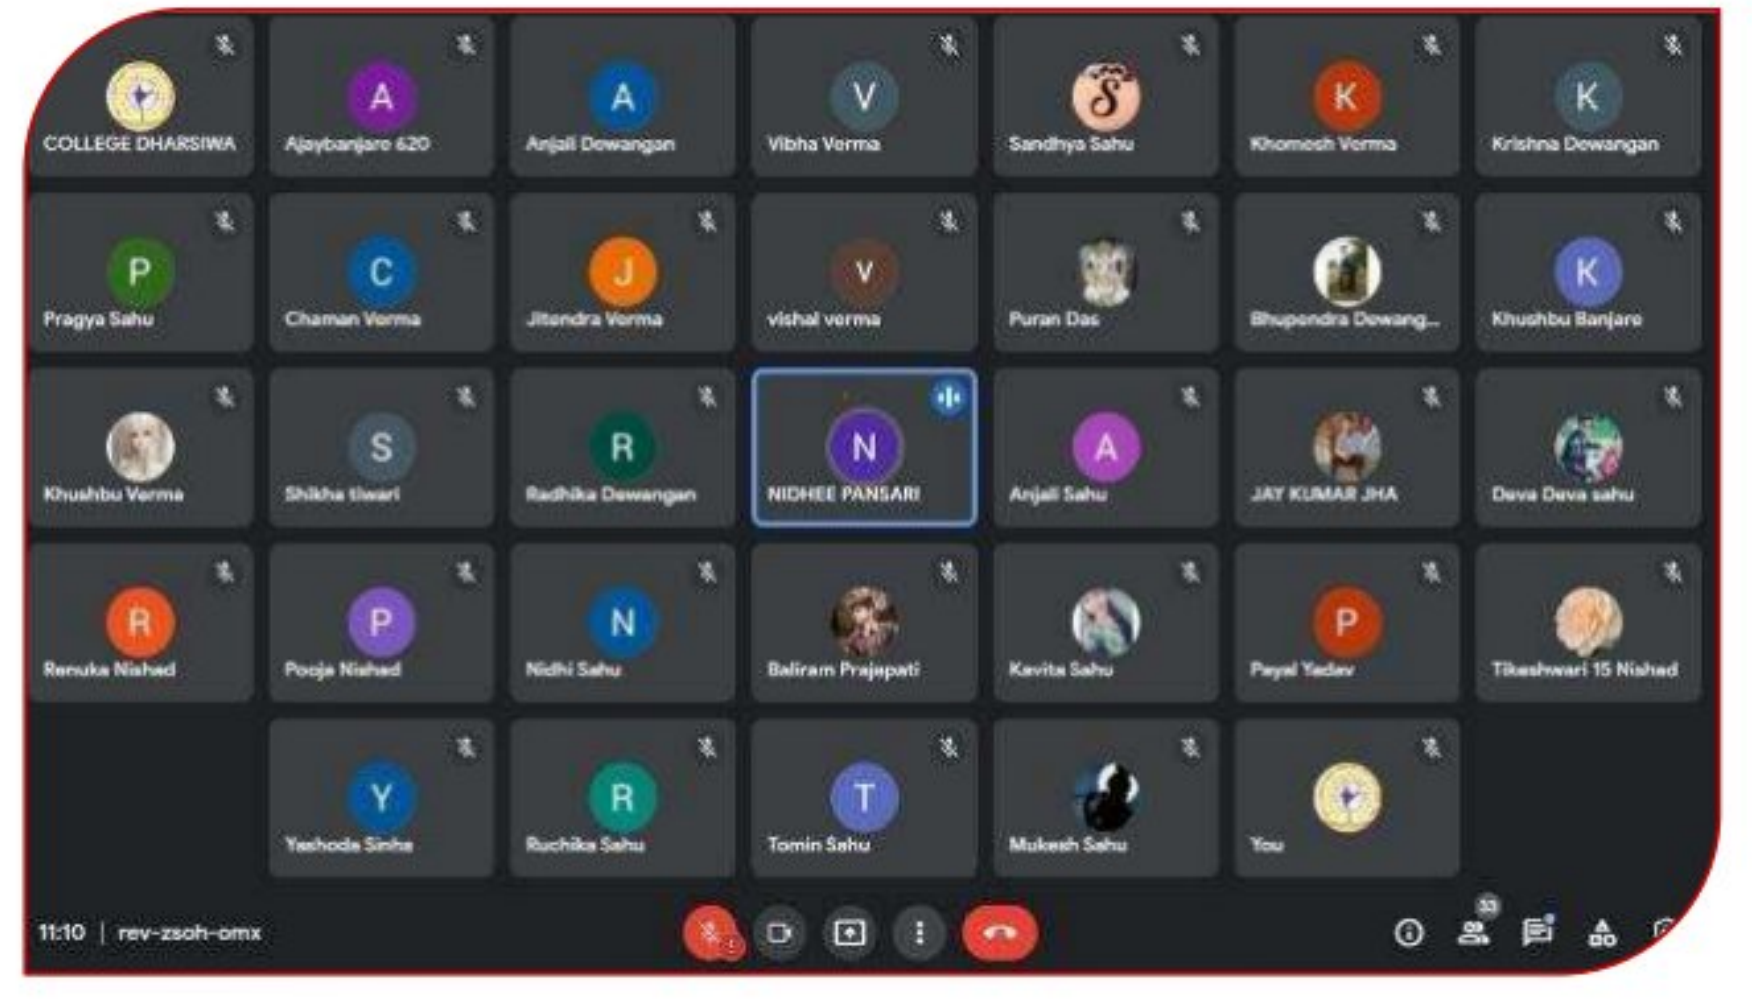 COLLEGE DHARSIWA
A
Ajaybanjare 620
A
Anjali Dewangan
V
Vibha Verma
S
Sandhya Sahu
K
Khomesh Verma
K
Krishna Dewangan
P
Pragya Sahu
C
Chaman Verma
J
Jitendra Verma
v
vishal verma
Puran Das
Bhupendra Dewang...
K
Khushbu Banjare
Khushbu Verma
S
Shikha tiwari
R
Radhika Dewangan
N
NIDHEE PANSARI
A
Anjali Sahu
JAY KUMAR JHA
Deva Deva sahu
R
Renuka Nishad
P
Pooja Nishad
N
Nidhi Sahu
Baliram Prajapati
Kavita Sahu
P
Payal Yadav
Tikeshwari 15 Nishad
Y
Yashoda Sinha
R
Ruchika Sahu
T
Tomin Sahu
Mukesh Sahu
You
11:10 | rev-zsoh-omx
33